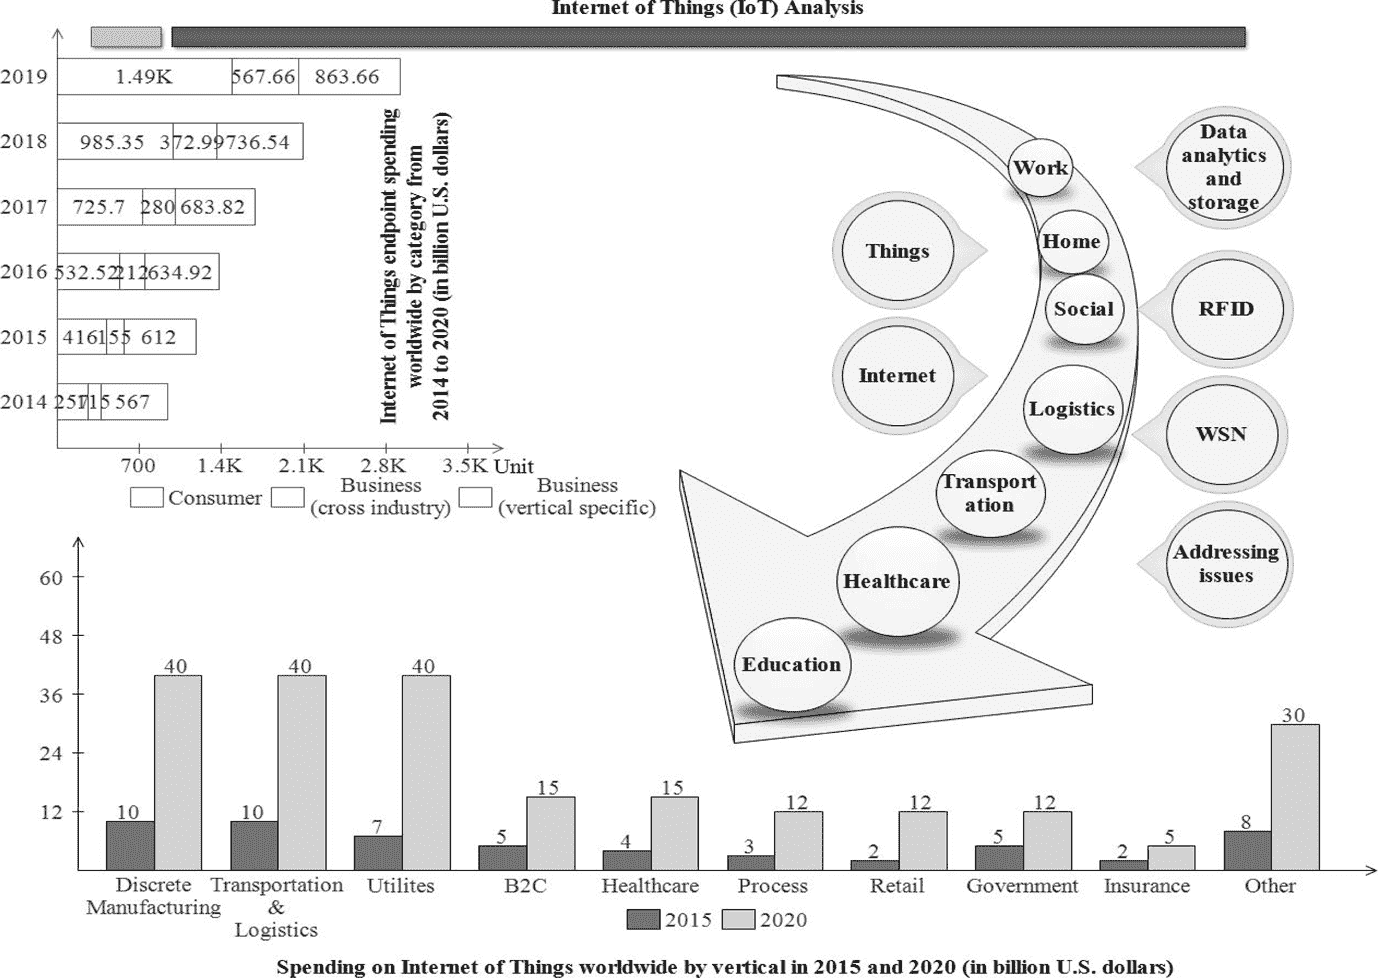 Internet of Things (IoT) Analysis
2019 1.49K 567.66 863.66
2018 985.35 372.99 736.54
2017 725.7 280 683.82
2016 532.52 212 634.92
2015 416 155 612
2014 257 115 567
700 1.4K 2.1K 2.8K 3.5K Unit
Consumer
Business
(cross industry)
Business
(vertical specific)
Internet of Things endpoint spending
worldwide by category from
2014 to 2020 (in billion U.S. dollars)
Work
Home
Social
Logistics
Transport
ation
Healthcare
Education
Things
Internet
Data
analytics
and
storage
RFID
WSN
Addressing
issues
60
48
36
24
12
10 40
10 40
7 40
5 15
4 15
3 12
2 12
5 12
2 5
8 30
Discrete
Manufacturing
Transportation
&
Logistics
Utilites
B2C
Healthcare
Process
Retail
Government
Insurance
Other
2015 2020
Spending on Internet of Things worldwide by vertical in 2015 and 2020 (in billion U.S. dollars)